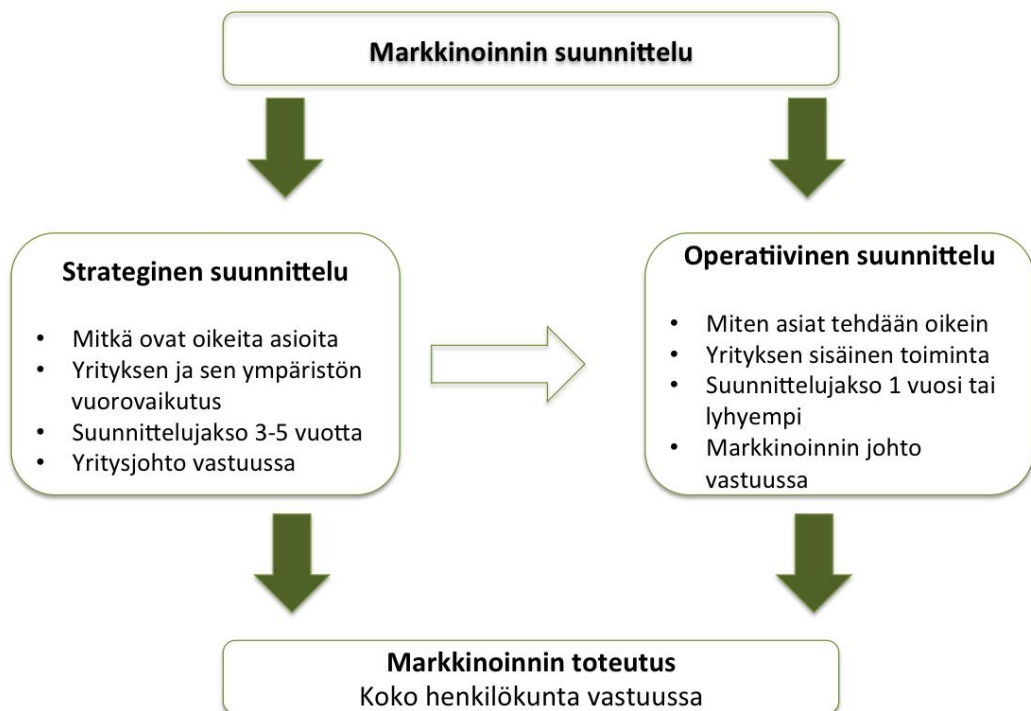 Markkinoinnin suunnittelu
Strateginen suunnittelu
• Mitkä ovat oikeita asioita
• Yrityksen ja sen ympäristön
vuorovaikutus
• Suunnittelujakso 3-5 vuotta
• Yritysjohto vastuussa
Operatiivinen suunnittelu
• Miten asiat tehdään oikein
• Yrityksen sisäinen toiminta
• Suunnittelujakso 1 vuosi tai
lyhyempi
• Markkinoinnin johto
vastuussa
Markkinoinnin toteutus
Koko henkilökunta vastuussa